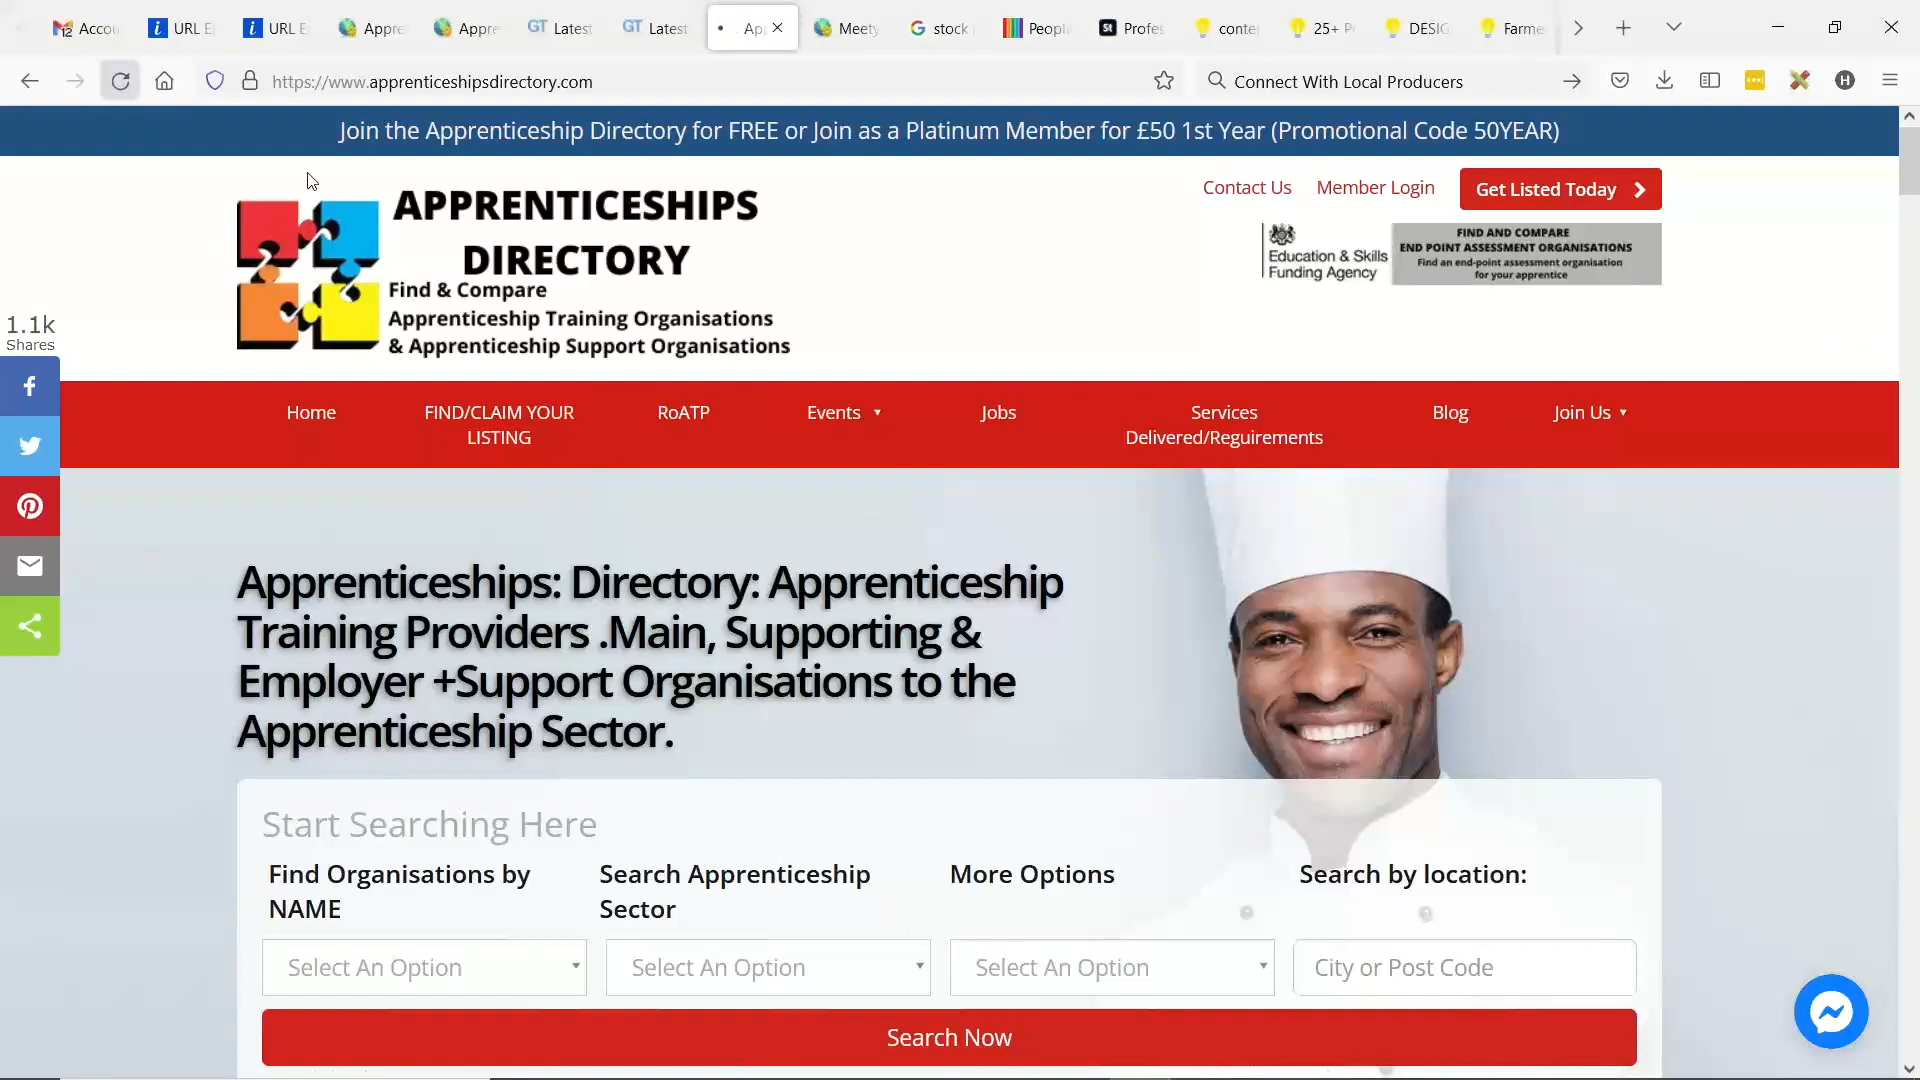 12 Accou
URL E
URL E
Appre
Appre
GT Latest
GT Latest
Ap
Meety
G stock
Peopl
St Profes
conte
25+ P
DESIG
Farme
https://www.apprenticeshipsdirectory.com
Connect With Local Producers
H
Join the Apprenticeship Directory for FREE or Join as a Platinum Member for £50 1st Year (Promotional Code 50YEAR)
APPRENTICESHIPS
DIRECTORY
Find & Compare
Apprenticeship Training Organisations
& Apprenticeship Support Organisations
Contact Us
Member Login
Get Listed Today
Education & Skills
Funding Agency
FIND AND COMPARE
END POINT ASSESSMENT ORGANISATIONS
Find an end-point assessment organisation
for your apprentice
1.1k
Shares
Home
FIND/CLAIM YOUR
LISTING
RoATP
Events
Jobs
Services
Delivered/Reguirements
Blog
Join Us
Apprenticeships: Directory: Apprenticeship
Training Providers .Main, Supporting &
Employer +Support Organisations to the
Apprenticeship Sector.
Start Searching Here
Find Organisations by
NAME
Search Apprenticeship
Sector
More Options
Search by location:
Select An Option
Select An Option
Select An Option
City or Post Code
Search Now